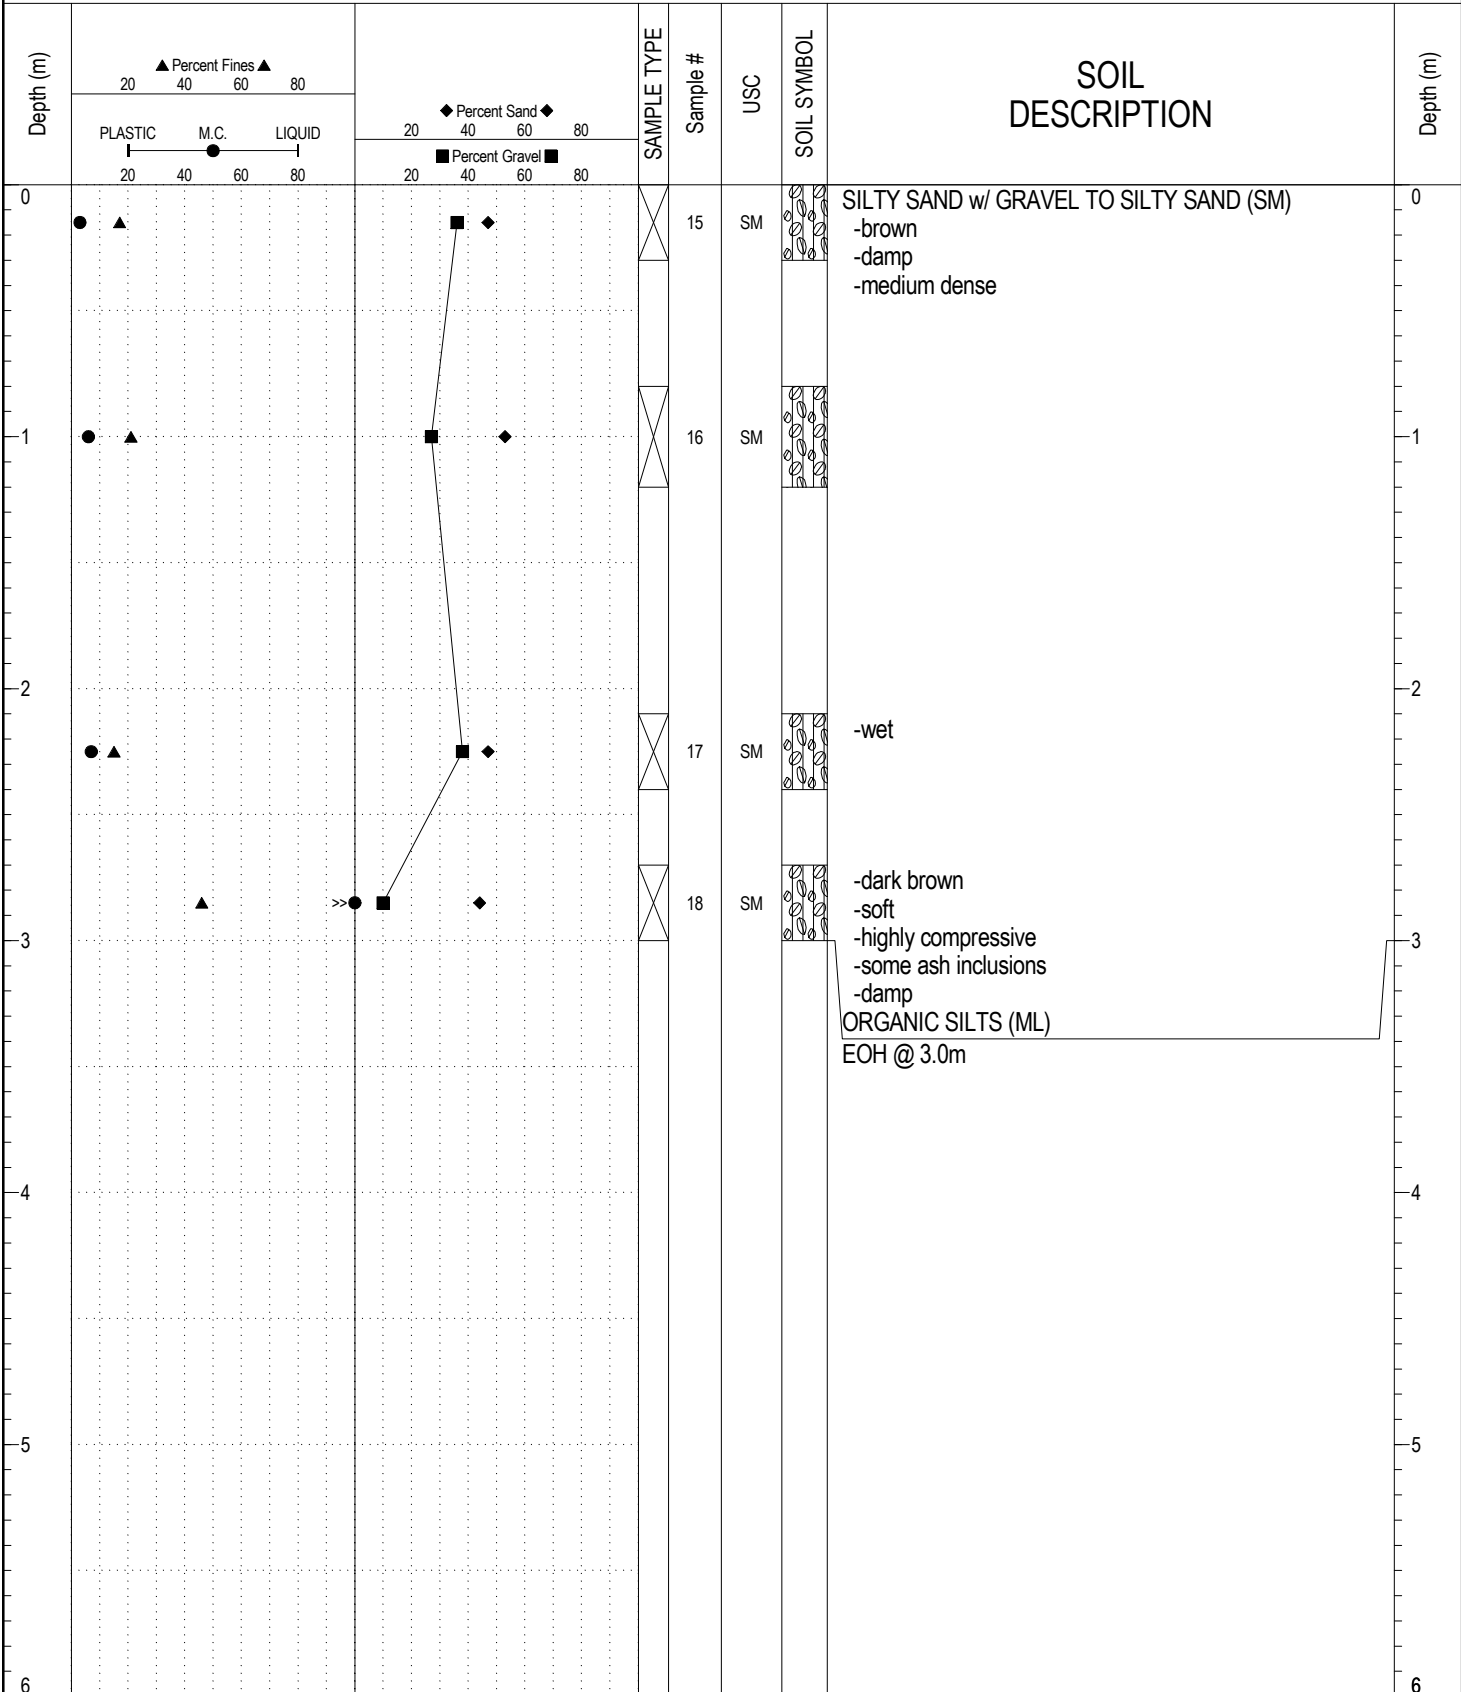 Depth (m)
▲ Percent Fines ▲
20 40 60 80
PLASTIC M.C. LIQUID
20 40 60 80
◆ Percent Sand ◆
20 40 60 80
■ Percent Gravel ■
20 40 60 80
SAMPLE TYPE
Sample #
USC
SOIL SYMBOL
SOIL
DESCRIPTION
Depth (m)
0 SILTY SAND w/ GRAVEL TO SILTY SAND (SM) 0
15 SM -brown
-damp
-medium dense
1 16 SM 1
2 2
17 SM -wet
-dark brown
>> 18 SM -soft
3 -highly compressive 3
-some ash inclusions
-damp
ORGANIC SILTS (ML)
EOH @ 3.0m
4 4
5 5
6 6